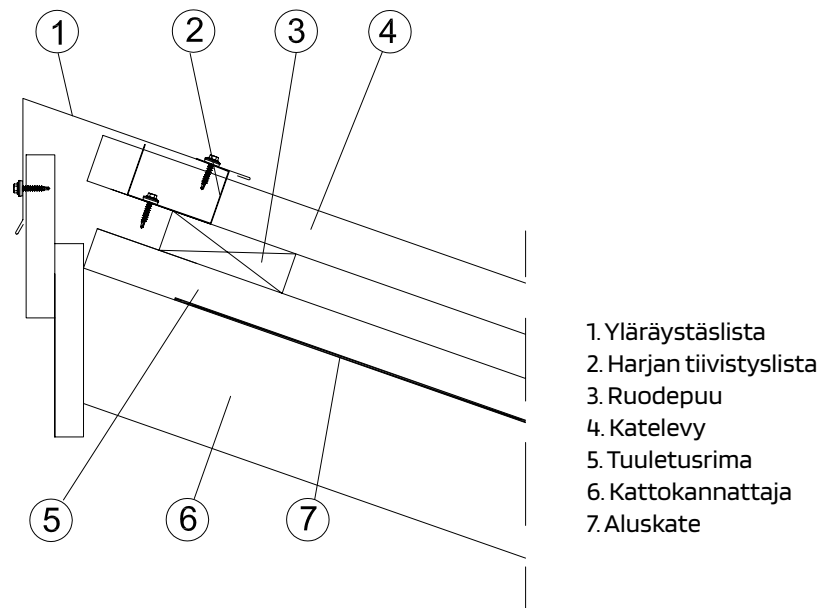 1 2 3 4
1. Yläräystäslista
2. Harjan tiivistyslista
3. Ruodepuu
4. Katelevy
5. Tuuletusrima
6. Kattokannattaja
7. Aluskate
5 6 7